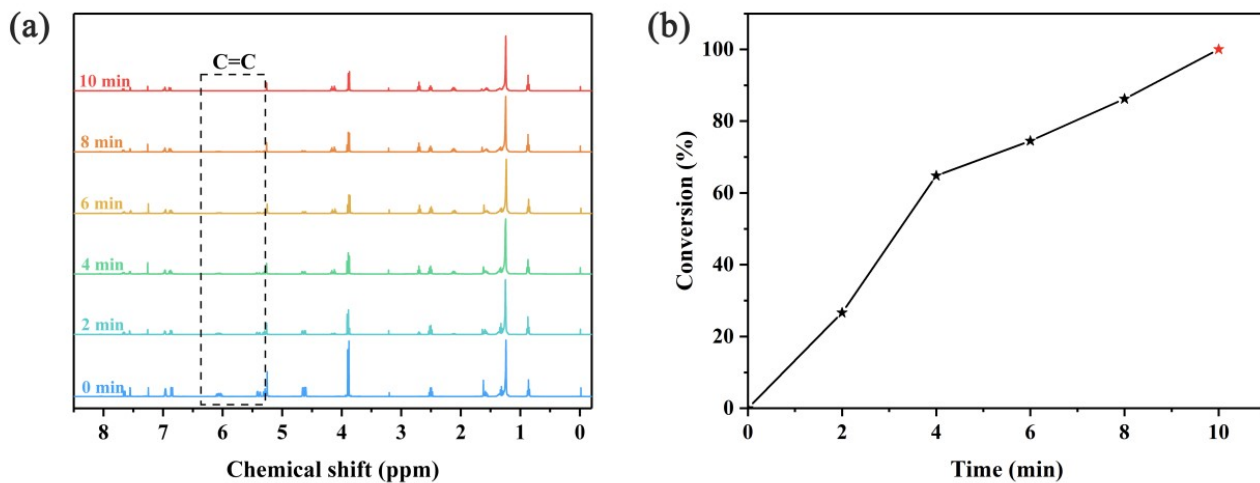 (a)
C=C
10 min
8 min
6 min
4 min
2 min
0 min
8 7 6 5 4 3 2 1 0
Chemical shift (ppm)
(b)
Conversion (%)
100
80
60
40
20
0
0 2 4 6 8 10
Time (min)